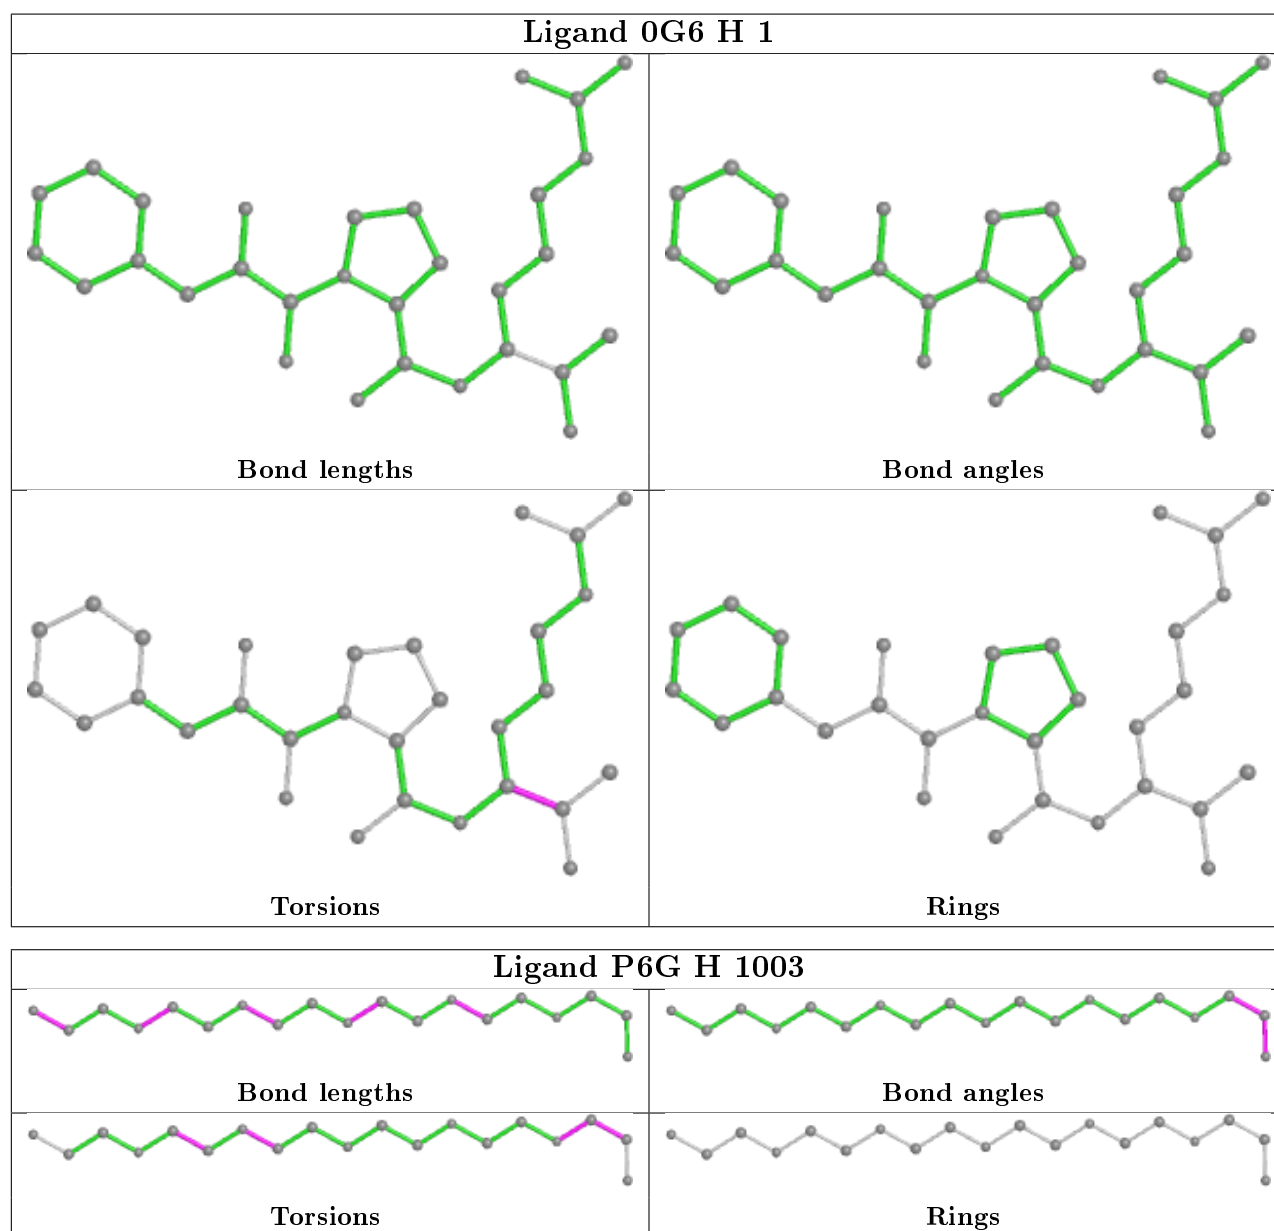 Ligand 0G6 H 1
Bond lengths
Bond angles
Torsions
Rings
Ligand P6G H 1003
Bond lengths
Bond angles
Torsions
Rings